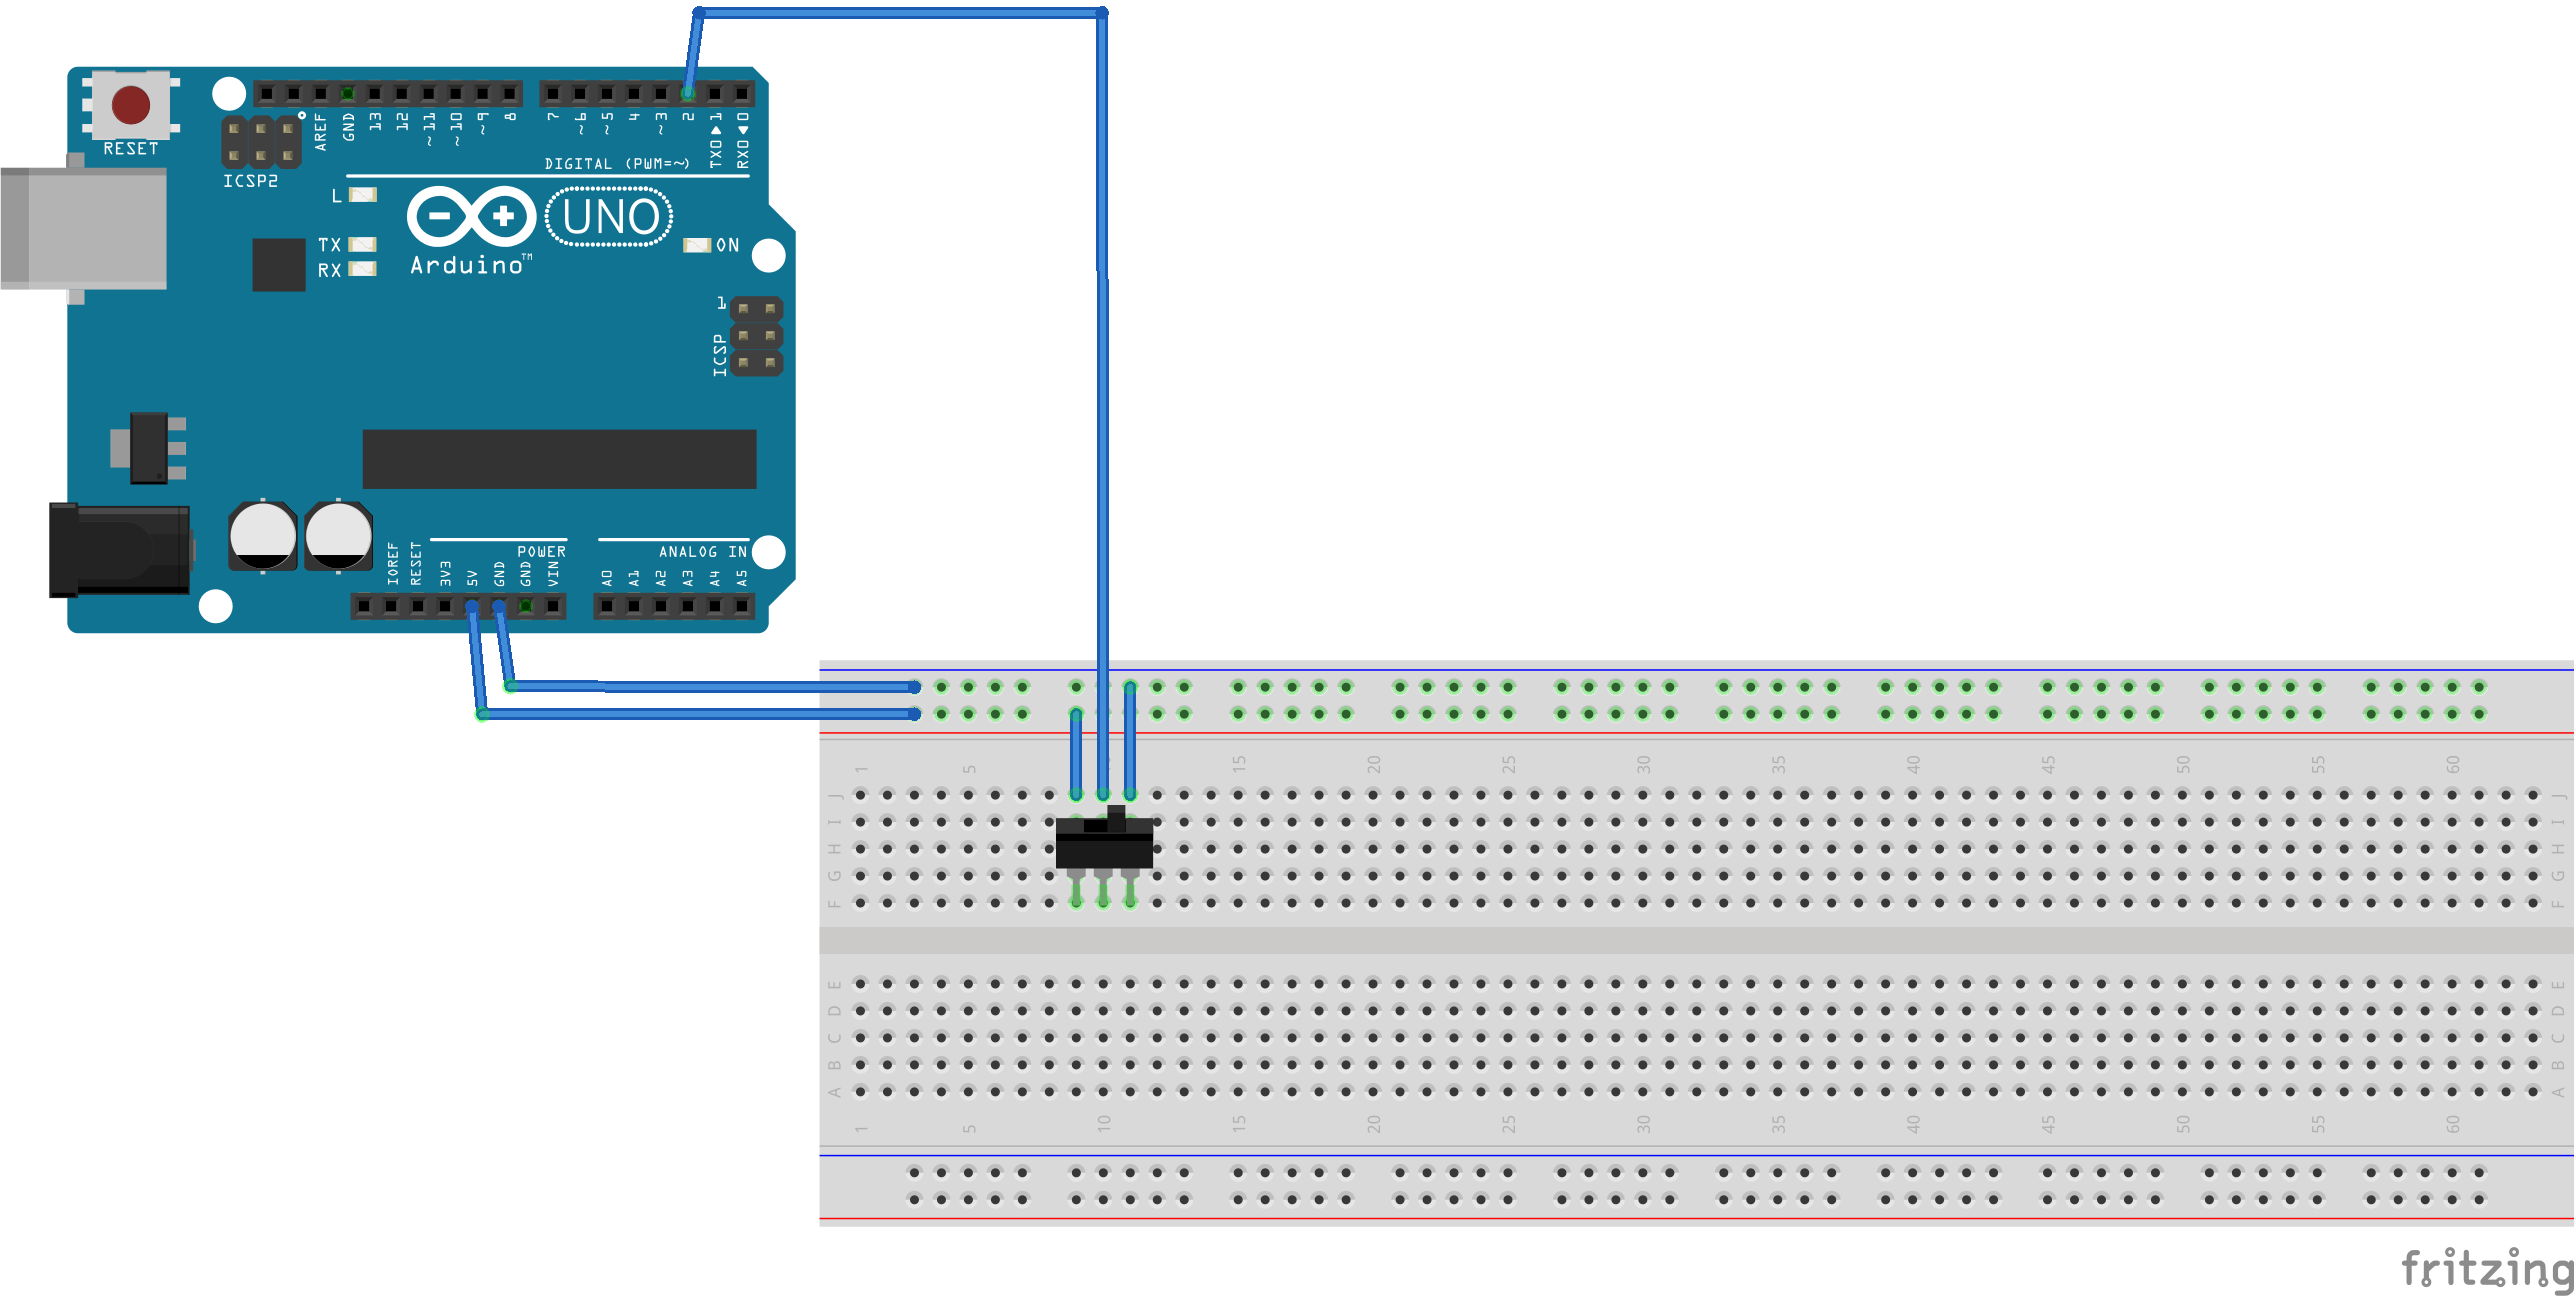 RESET
ICSP2
AREF
GND
13
12
~11
~10
~9
8
7
~6
~5
4
~3
2
TX0▶1
RX0◀0
DIGITAL (PWM=~)
L
TX
RX
Arduino™
UNO
ON
1
ICSP
IOREF
RESET
3V3
5V
GND
GND
VIN
POWER
ANALOG IN
A0
A1
A2
A3
A4
A5
1 5 15 20 25 30 35 40 45 50 55 60
J J
I I
H H
G G
F F
E E
D D
C C
B B
A A
1 5 10 15 20 25 30 35 40 45 50 55 60
fritzing